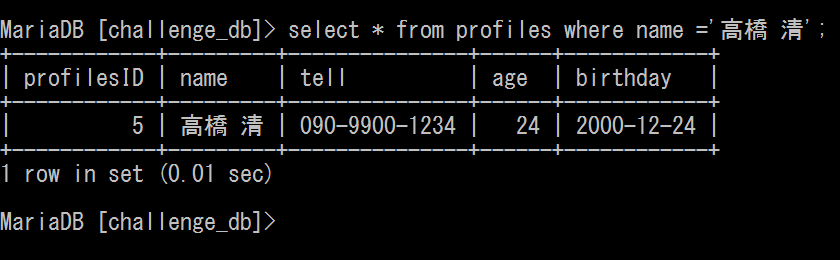 MariaDB [challenge_db]> select * from profiles where name ='高橋 清';
+------------+---------+---------------+------+------------+
| profilesID | name    | tell          | age  | birthday   |
+------------+---------+---------------+------+------------+
|          5 | 高橋 清 | 090-9900-1234 |   24 | 2000-12-24 |
+------------+---------+---------------+------+------------+
1 row in set (0.01 sec)
MariaDB [challenge_db]>